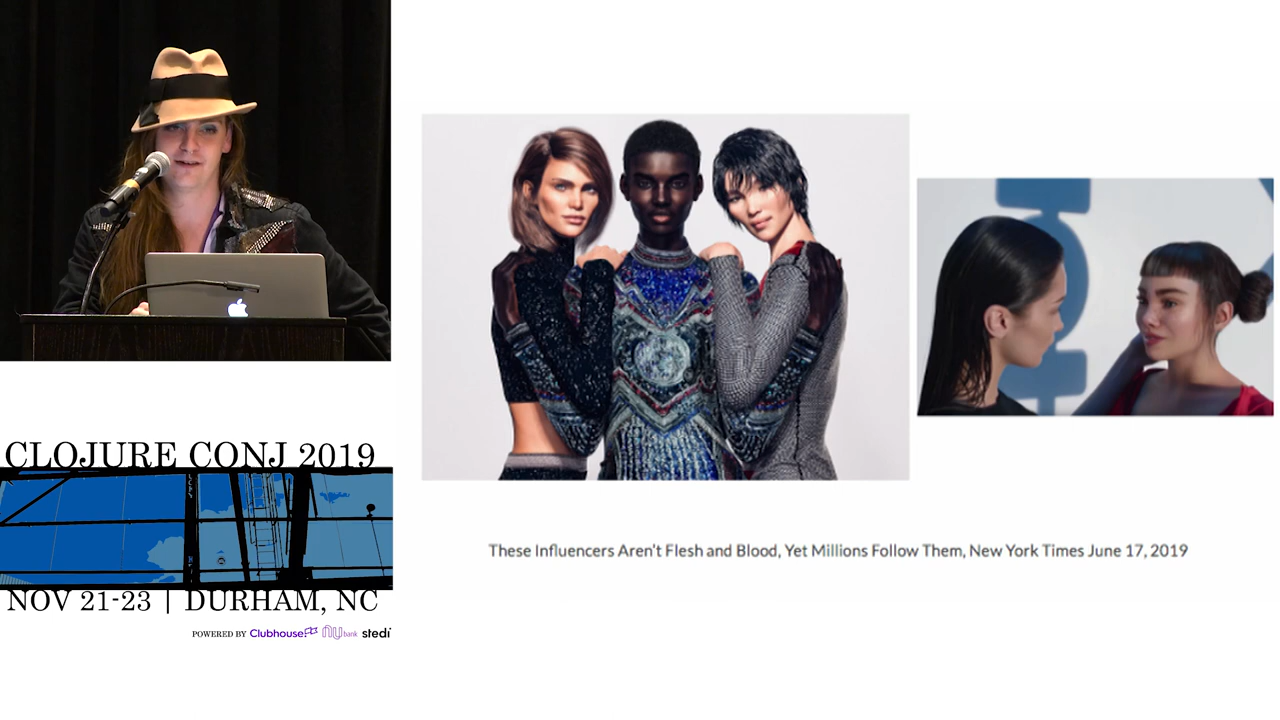 CLOJURE CONJ 2019
NOV 21-23 | DURHAM, NC
POWERED BY Clubhouse nu bank stedi
These Influencers Aren't Flesh and Blood, Yet Millions Follow Them, New York Times June 17, 2019